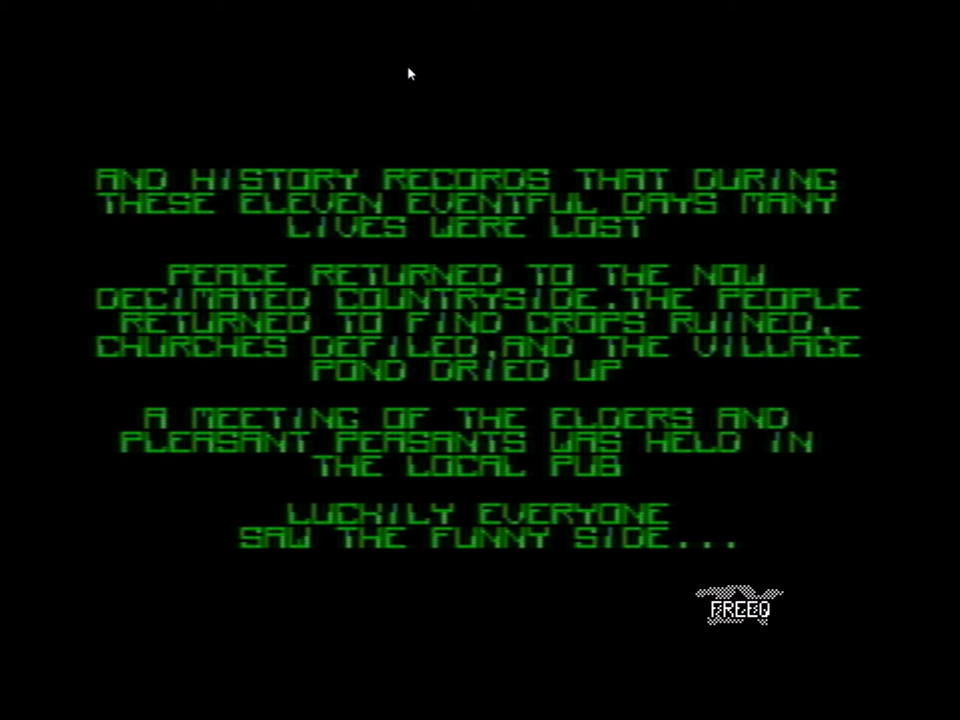 AND HISTORY RECORDS THAT DURING
THESE ELEVEN EVENTFUL DAYS MANY
LIVES WERE LOST
PEACE RETURNED TO THE NOW
DECIMATED COUNTRYSIDE.THE PEOPLE
RETURNED TO FIND CROPS RUINED,
CHURCHES DEFILED,AND THE VILLAGE
POND DRIED UP
A MEETING OF THE ELDERS AND
PLEASANT PEASANTS WAS HELD IN
THE LOCAL PUB
LUCKILY EVERYONE
SAW THE FUNNY SIDE...
FREEQ